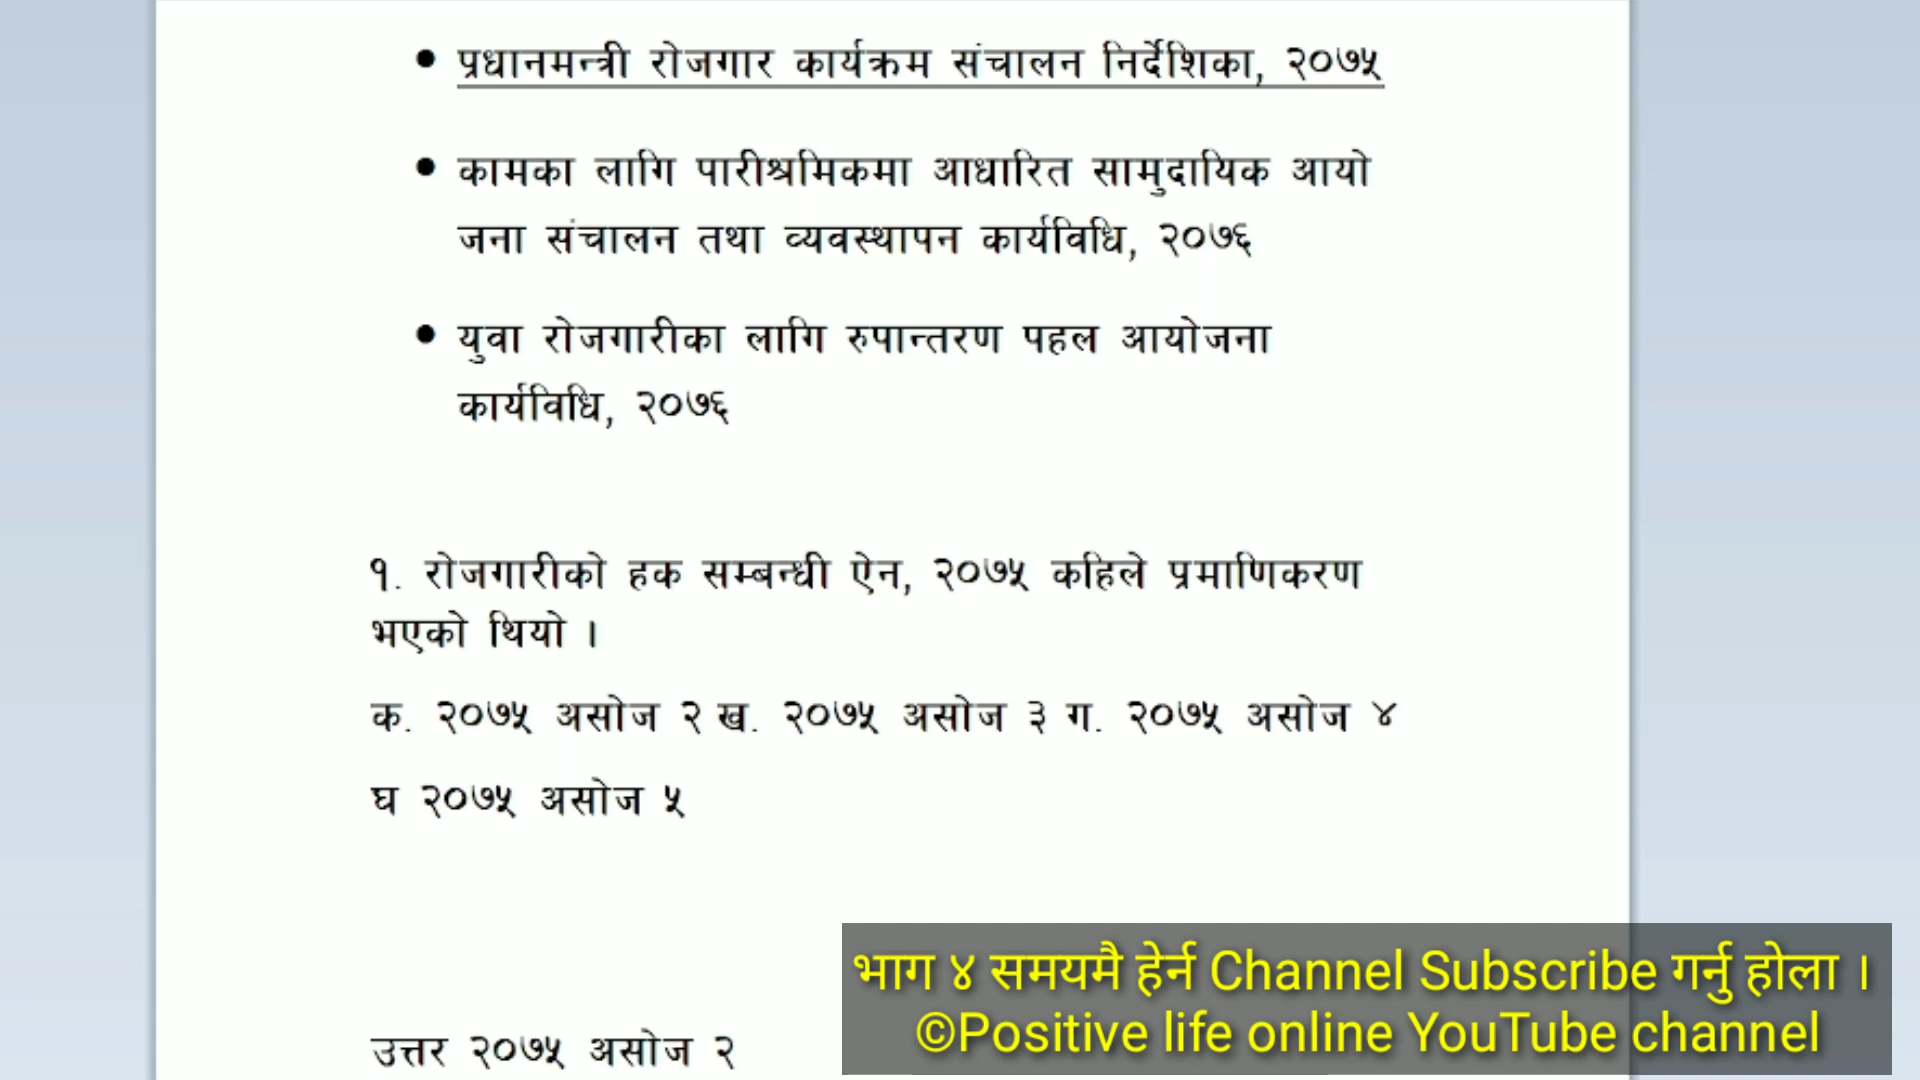 • प्रधानमन्त्री रोजगार कार्यक्रम संचालन निर्देशिका, २०७५
• कामका लागि पारीश्रमिकमा आधारित सामुदायिक आयो
जना संचालन तथा व्यवस्थापन कार्यविधि, २०७६
• युवा रोजगारीका लागि रुपान्तरण पहल आयोजना
कार्यविधि, २०७६
१. रोजगारीको हक सम्बन्धी ऐन, २०७५ कहिले प्रमाणिकरण
भएको थियो ।
क. २०७५ असोज २ ख. २०७५ असोज ३ ग. २०७५ असोज ४
घ २०७५ असोज ५
उत्तर २०७५ असोज २
भाग ४ समयमै हेर्न Channel Subscribe गर्नु होला ।
©Positive life online YouTube channel